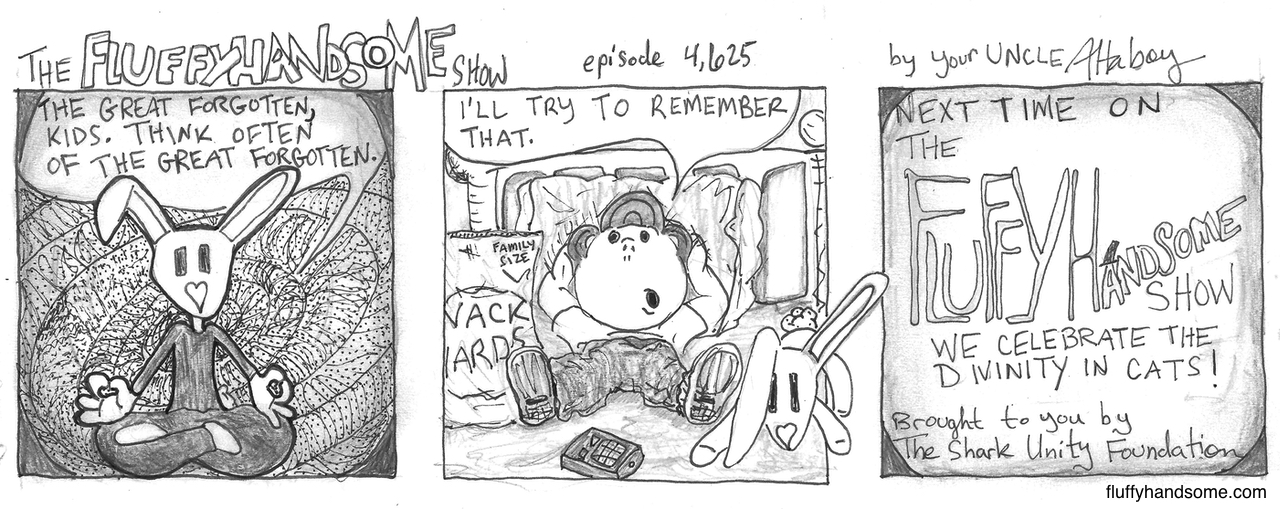 THE FLUFFYHANDSOME SHOW
episode 4,625
by your UNCLE Attaboy
THE GREAT FORGOTTEN,
KIDS. THINK OFTEN
OF THE GREAT FORGOTTEN.
I'LL TRY TO REMEMBER
THAT.
FAMILY
SIZE
NEXT TIME ON
THE
FLUFFYHANDSOME
SHOW
WE CELEBRATE THE
DIVINITY IN CATS!
Brought to you by
The Shark Unity Foundation
fluffyhandsome.com